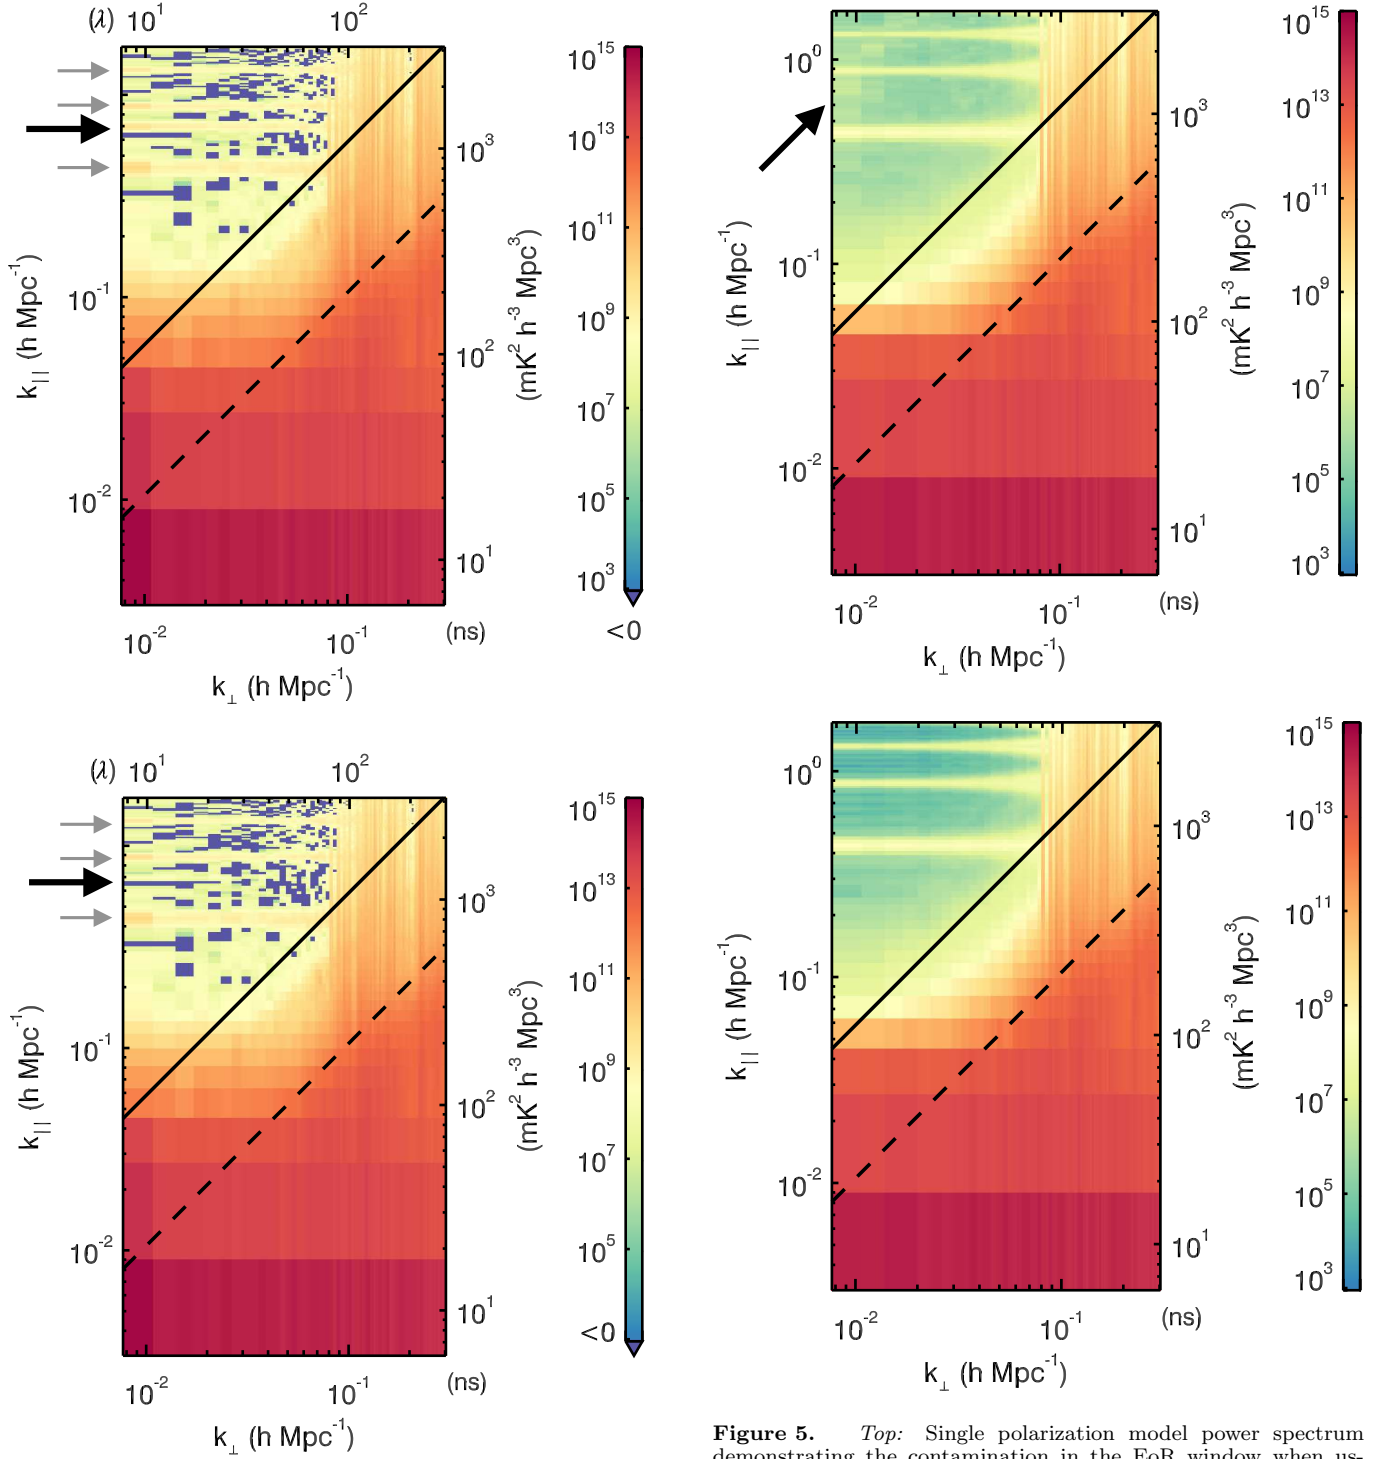 (λ) 10^1 10^2
10^15
10^13
10^11
10^9
10^7
10^5
10^3
<0
(mK^2 h^-3 Mpc^3)
10^3
10^2
10^1
(ns)
10^-1
10^-2
k_|| (h Mpc^-1)
10^-2 10^-1
k_⊥ (h Mpc^-1)
(λ) 10^1 10^2
10^15
10^13
10^11
10^9
10^7
10^5
<0
(mK^2 h^-3 Mpc^3)
10^3
10^2
10^1
(ns)
10^-1
10^-2
k_|| (h Mpc^-1)
10^-2 10^-1
k_⊥ (h Mpc^-1)
10^0
10^-1
10^-2
k_|| (h Mpc^-1)
10^3
10^2
10^1
(ns)
10^-2 10^-1
k_⊥ (h Mpc^-1)
(mK^2 h^-3 Mpc^3)
10^15
10^13
10^11
10^9
10^7
10^5
10^3
10^0
10^-1
10^-2
k_|| (h Mpc^-1)
10^3
10^2
10^1
(ns)
10^-2 10^-1
k_⊥ (h Mpc^-1)
(mK^2 h^-3 Mpc^3)
10^15
10^13
10^11
10^9
10^7
10^5
10^3
Figure 5. Top: Single polarization model power spectrum
demonstrating the contamination in the EoR window when us-